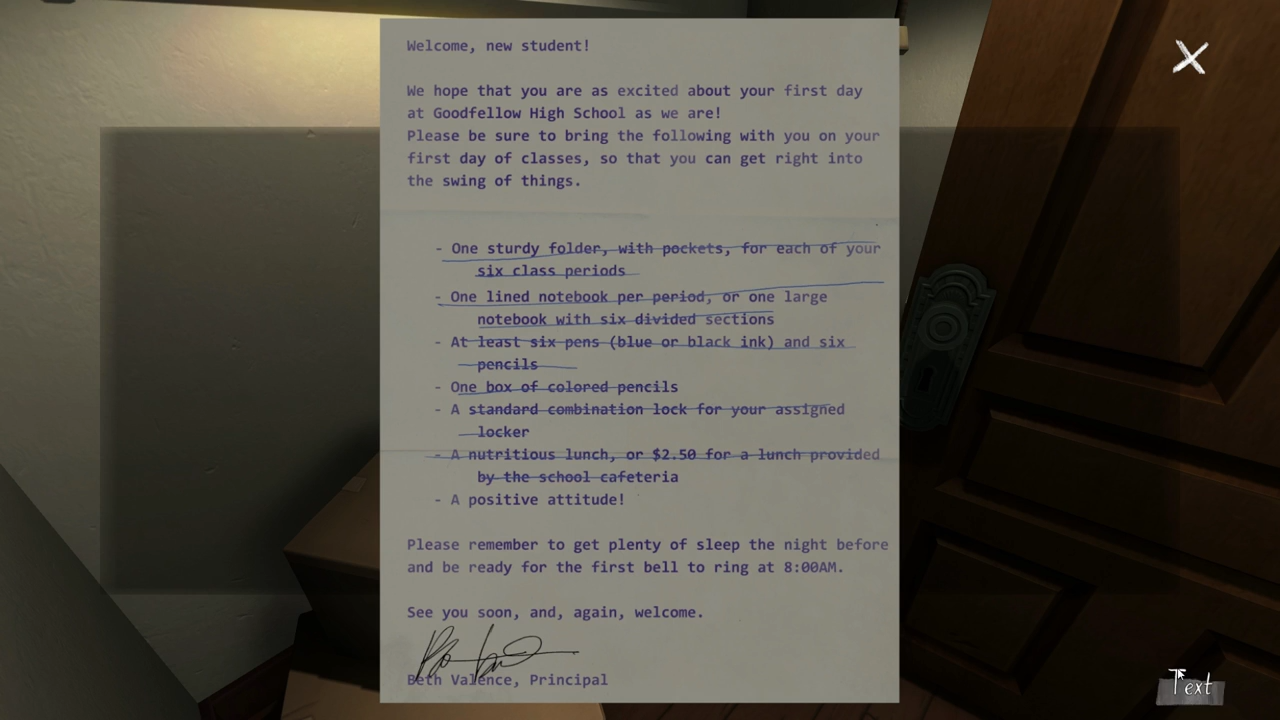 Welcome, new student!
We hope that you are as excited about your first day
at Goodfellow High School as we are!
Please be sure to bring the following with you on your
first day of classes, so that you can get right into
the swing of things.
- One sturdy folder, with pockets, for each of your
six class periods
- One lined notebook per period, or one large
notebook with six divided sections
- At least six pens (blue or black ink) and six
pencils
- One box of colored pencils
- A standard combination lock for your assigned
locker
- A nutritious lunch, or $2.50 for a lunch provided
by the school cafeteria
- A positive attitude!
Please remember to get plenty of sleep the night before
and be ready for the first bell to ring at 8:00AM.
See you soon, and, again, welcome.
Beth Valence, Principal
Text